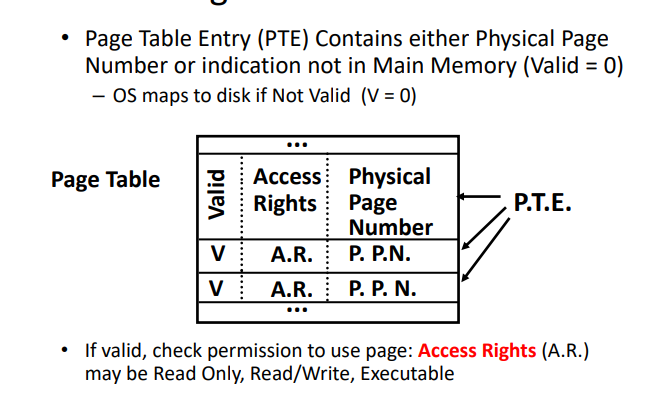 • Page Table Entry (PTE) Contains either Physical Page
Number or indication not in Main Memory (Valid = 0)
– OS maps to disk if Not Valid (V = 0)
...
Page Table
Valid
Access Rights
Physical Page Number
P.T.E.
V A.R. P. P.N.
V A.R. P. P. N.
...
• If valid, check permission to use page: Access Rights (A.R.)
may be Read Only, Read/Write, Executable